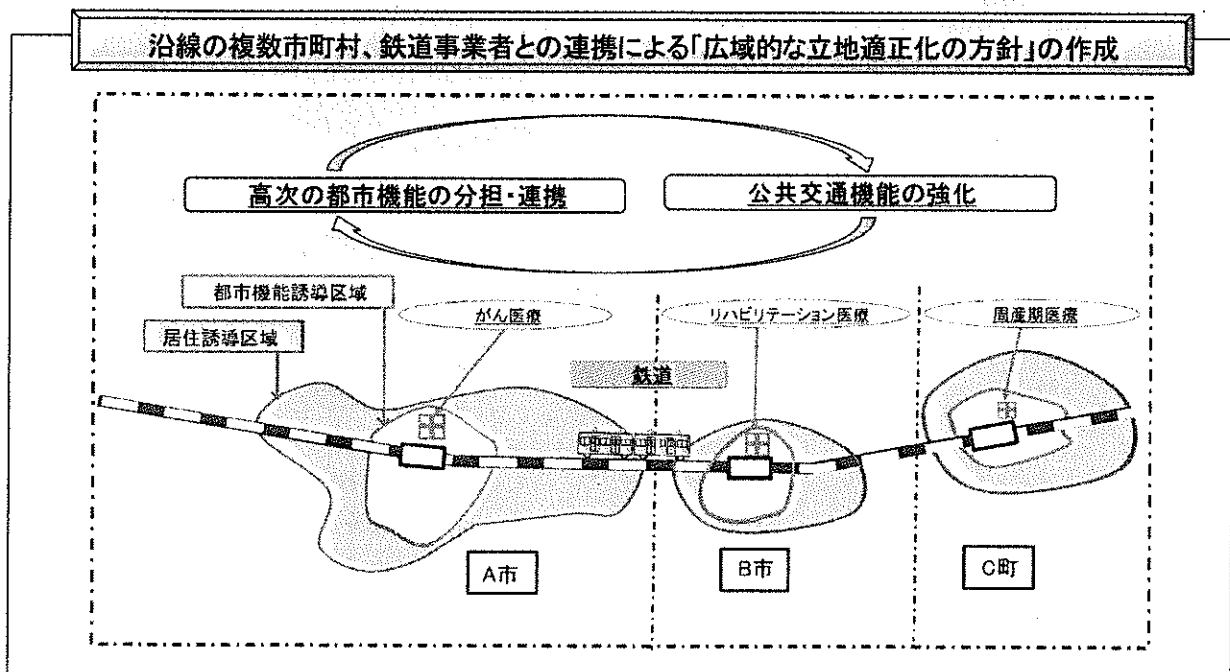 沿線の複数市町村、鉄道事業者との連携による「広域的な立地適正化の方針」の作成
高次の都市機能の分担・連携
公共交通機能の強化
都市機能誘導区域
居住誘導区域
がん医療
リハビリテーション医療
周産期医療
鉄道
A市
B市
C町